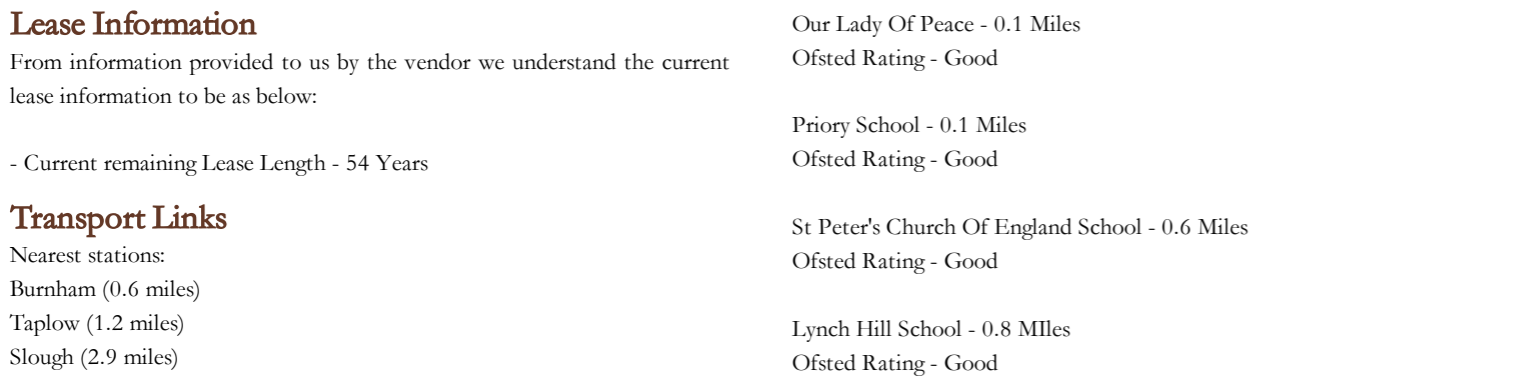 Lease Information
From information provided to us by the vendor we understand the current
lease information to be as below:
- Current remaining Lease Length - 54 Years
Transport Links
Nearest stations:
Burnham (0.6 miles)
Taplow (1.2 miles)
Slough (2.9 miles)
Our Lady Of Peace - 0.1 Miles
Ofsted Rating - Good
Priory School - 0.1 Miles
Ofsted Rating - Good
St Peter's Church Of England School - 0.6 Miles
Ofsted Rating - Good
Lynch Hill School - 0.8 MIles
Ofsted Rating - Good